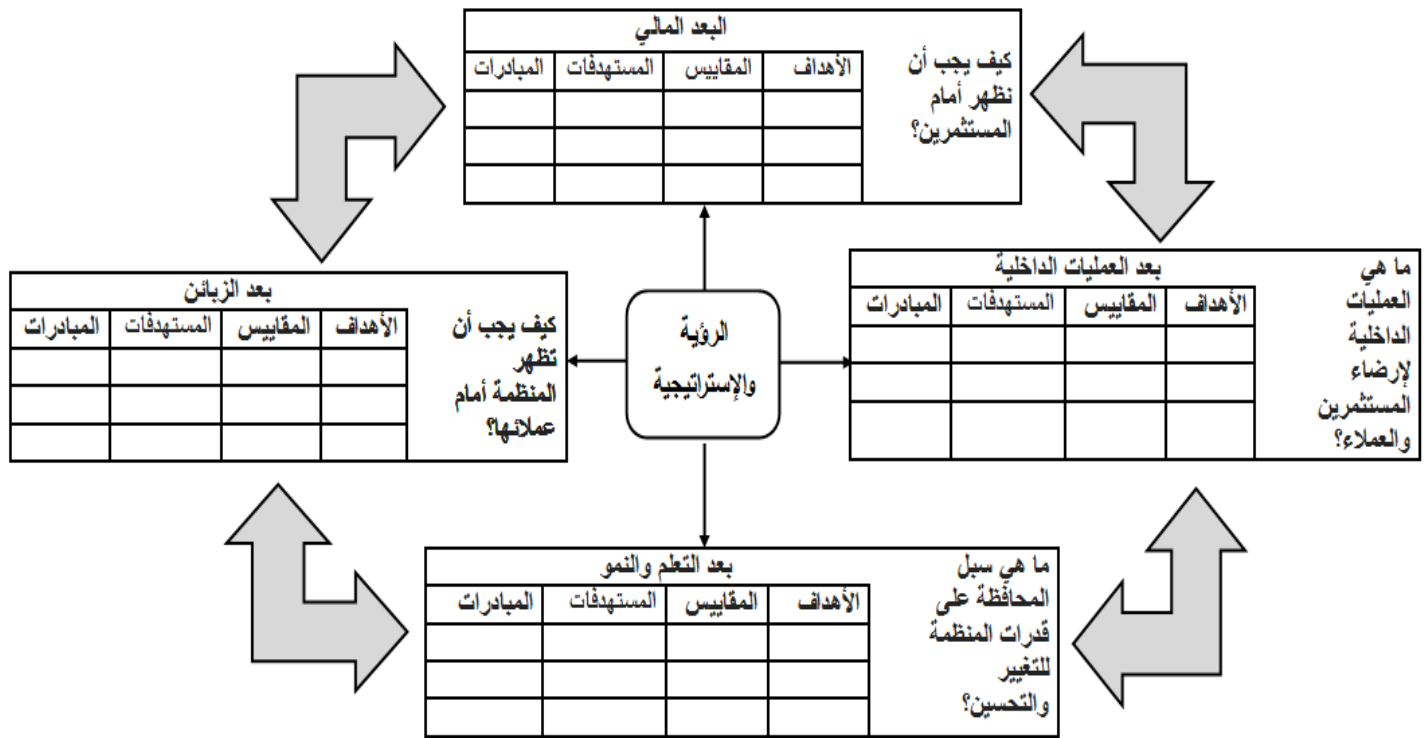 البعد المالي
كيف يجب أن
نظهر أمام
المستثمرين؟
الأهداف المقاييس المستهدفات المبادرات
بعد العمليات الداخلية
ما هي
العمليات
الداخلية
لإرضاء
المستثمرين
والعملاء؟
الأهداف المقاييس المستهدفات المبادرات
الرؤية
والإستراتيجية
بعد الزبائن
كيف يجب أن
تظهر
المنظمة أمام
عملائها؟
الأهداف المقاييس المستهدفات المبادرات
بعد التعلم والنمو
ما هي سبل
المحافظة على
قدرات المنظمة
للتغيير
والتحسين؟
الأهداف المقاييس المستهدفات المبادرات